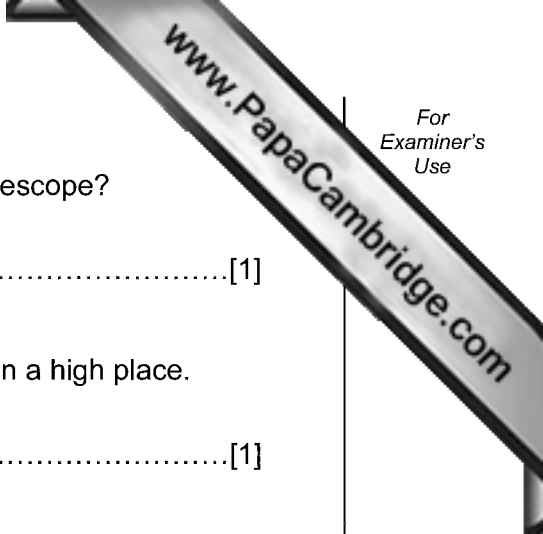 www.PapaCambridge.com
For
Examiner's
Use
escope?
.................................[1]
n a high place.
.................................[1]